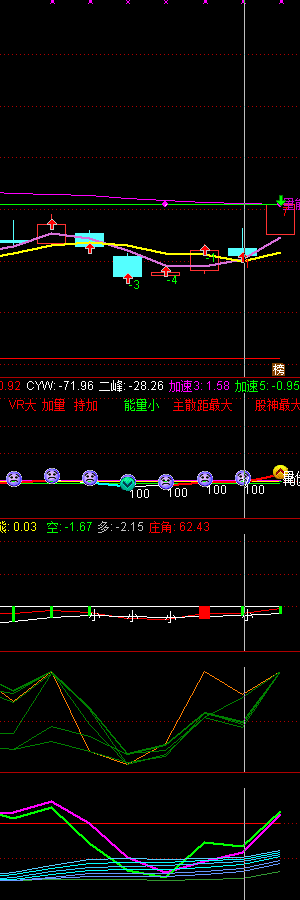 -3
-4
榜
0.92 CYW: -71.96 二峰: -28.26 加速3: 1.58 加速5: -0.95
VR大 加量 持加 能量小 主散距最大 股神最大
100 100 100 100
: 0.03 空: -1.67 多: -2.15 庄角: 62.43
小 小 小 小